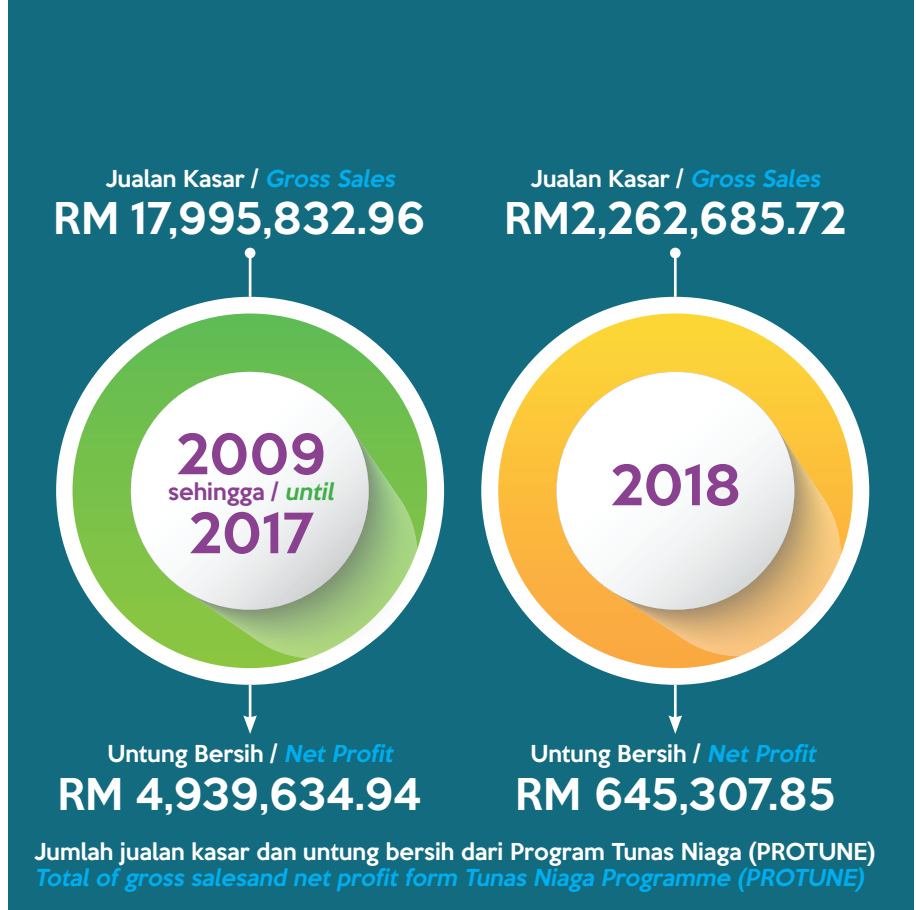 Jualan Kasar / Gross Sales
RM 17,995,832.96
2009
sehingga / until
2017
Untung Bersih / Net Profit
RM 4,939,634.94
Jualan Kasar / Gross Sales
RM2,262,685.72
2018
Untung Bersih / Net Profit
RM 645,307.85
Jumlah jualan kasar dan untung bersih dari Program Tunas Niaga (PROTUNE)
Total of gross salesand net profit form Tunas Niaga Programme (PROTUNE)